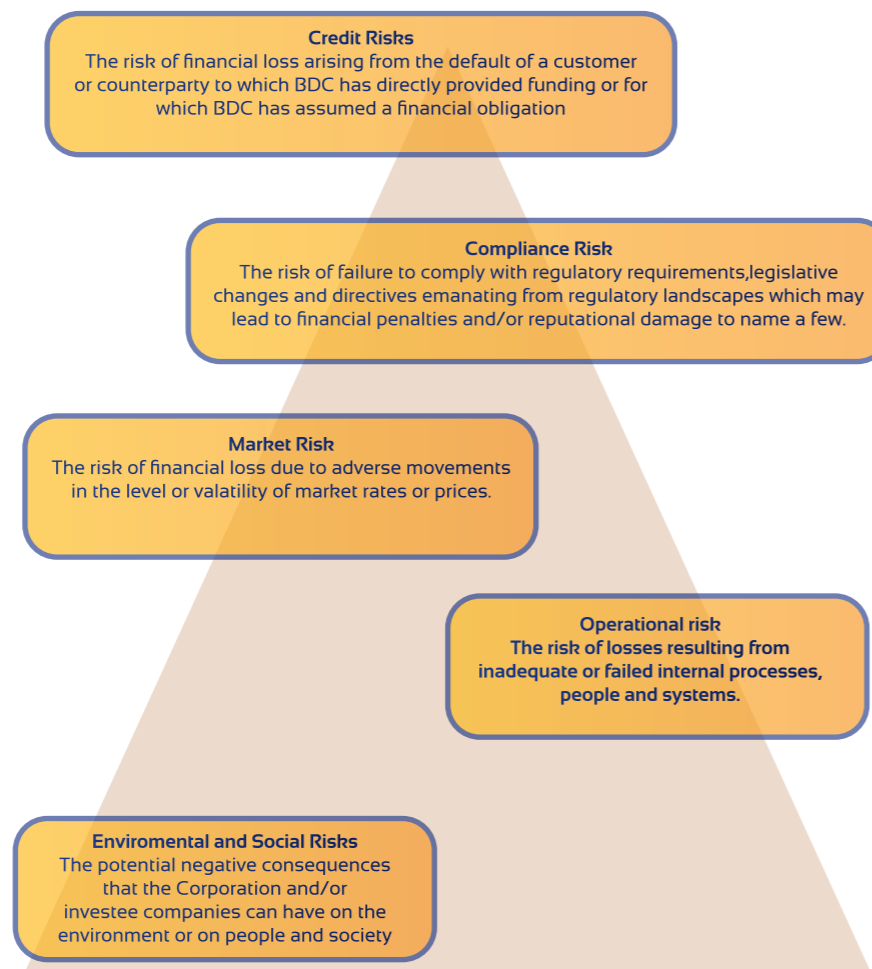 Credit Risks
The risk of financial loss arising from the default of a customer
or counterparty to which BDC has directly provided funding or for
which BDC has assumed a financial obligation
Compliance Risk
The risk of failure to comply with regulatory requirements,legislative
changes and directives emanating from regulatory landscapes which may
lead to financial penalties and/or reputational damage to name a few.
Market Risk
The risk of financial loss due to adverse movements
in the level or valatility of market rates or prices.
Operational risk
The risk of losses resulting from
inadequate or failed internal processes,
people and systems.
Enviromental and Social Risks
The potential negative consequences
that the Corporation and/or
investee companies can have on the
environment or on people and society